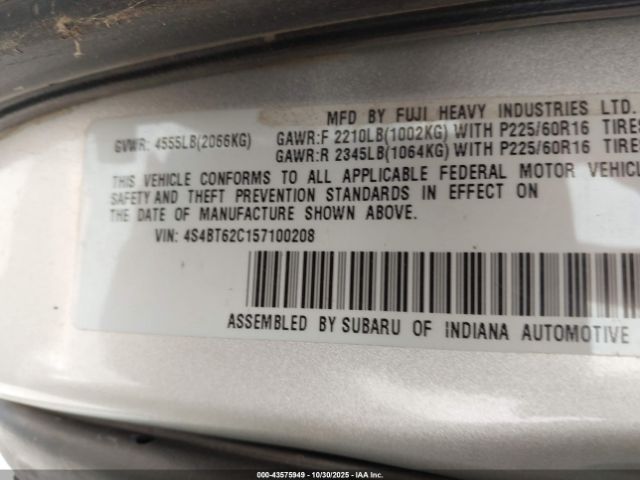 MFD BY FUJI HEAVY INDUSTRIES LTD.
GVWR: 4555LB(2066KG) GAWR:F 2210LB(1002KG) WITH P225/60R16 TIRES
GAWR:R 2345LB(1064KG) WITH P225/60R16 TIRES
THIS VEHICLE CONFORMS TO ALL APPLICABLE FEDERAL MOTOR VEHICLE
SAFETY AND THEFT PREVENTION STANDARDS IN EFFECT ON
THE DATE OF MANUFACTURE SHOWN ABOVE.
VIN: 4S4BT62C157100208
ASSEMBLED BY SUBARU OF INDIANA AUTOMOTIVE
000-43575949 - 10/30/2025 - IAAI, Inc.